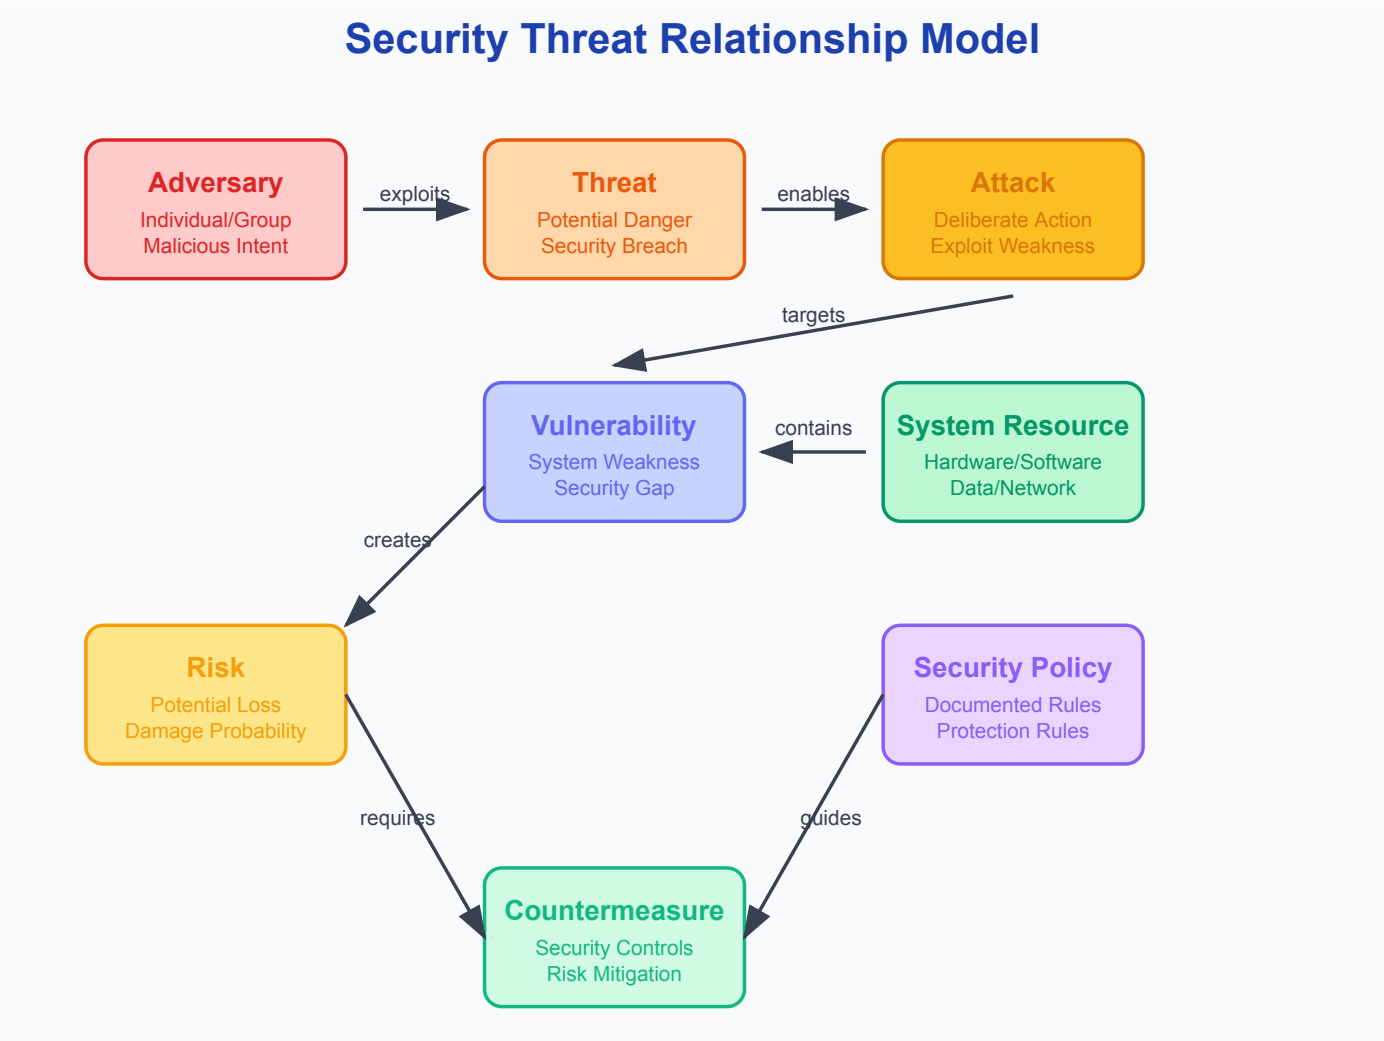 Security Threat Relationship Model
Adversary
Individual/Group
Malicious Intent
exploits
Threat
Potential Danger
Security Breach
enables
Attack
Deliberate Action
Exploit Weakness
targets
Vulnerability
System Weakness
Security Gap
contains
System Resource
Hardware/Software
Data/Network
creates
Risk
Potential Loss
Damage Probability
Security Policy
Documented Rules
Protection Rules
requires
guides
Countermeasure
Security Controls
Risk Mitigation